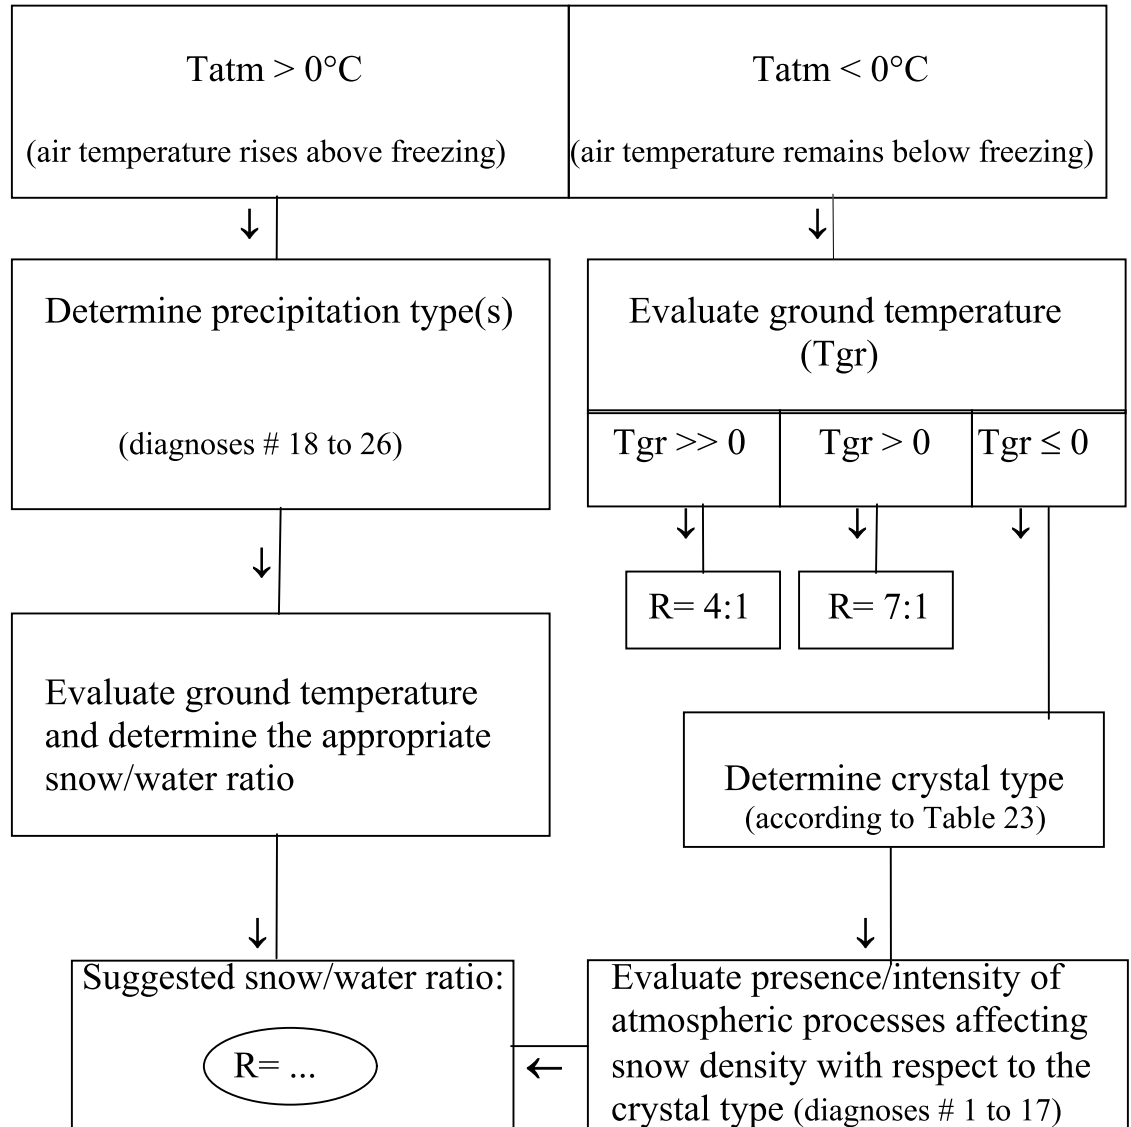 Tatm > 0°C
(air temperature rises above freezing)
Tatm < 0°C
(air temperature remains below freezing)
↓
↓
Determine precipitation type(s)
(diagnoses # 18 to 26)
Evaluate ground temperature
(Tgr)
Tgr >> 0
Tgr > 0
Tgr ≤ 0
↓
↓
↓
↓
R= 4:1
R= 7:1
Evaluate ground temperature
and determine the appropriate
snow/water ratio
Determine crystal type
(according to Table 23)
↓
↓
Suggested snow/water ratio:
R= ...
←
Evaluate presence/intensity of
atmospheric processes affecting
snow density with respect to the
crystal type (diagnoses # 1 to 17)